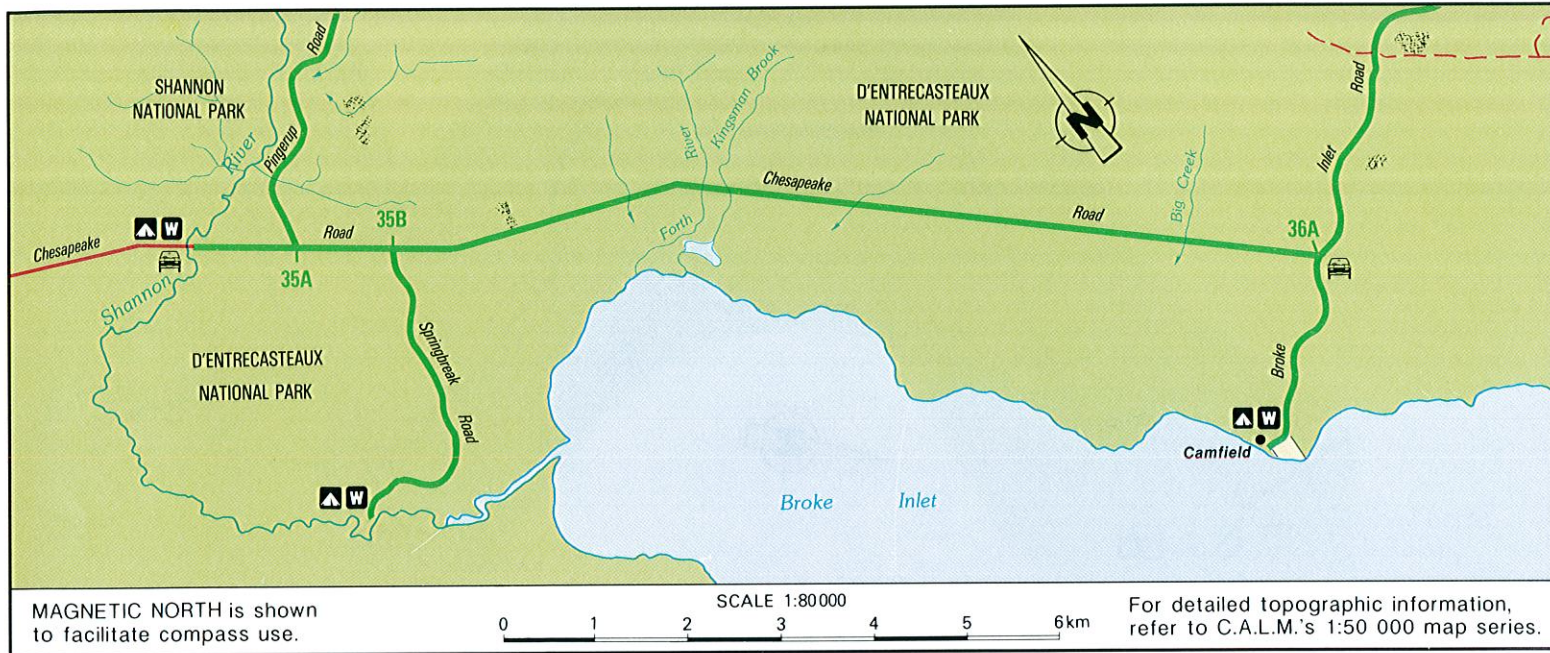 SHANNON
NATIONAL PARK
River
Pingerup
Road
River
Kingsman Brook
Forth
D'ENTRECASTEAUX
NATIONAL PARK
N
Road
Inlet
Broke
Big Creek
W
Chesapeake
Road
35B
35A
Chesapeake
Road
36A
Shannon
D'ENTRECASTEAUX
NATIONAL PARK
Springbreak
Road
W
W
Camfield
Broke Inlet
MAGNETIC NORTH is shown
to facilitate compass use.
SCALE 1:80 000
0 1 2 3 4 5 6 km
For detailed topographic information,
refer to C.A.L.M.'s 1:50 000 map series.